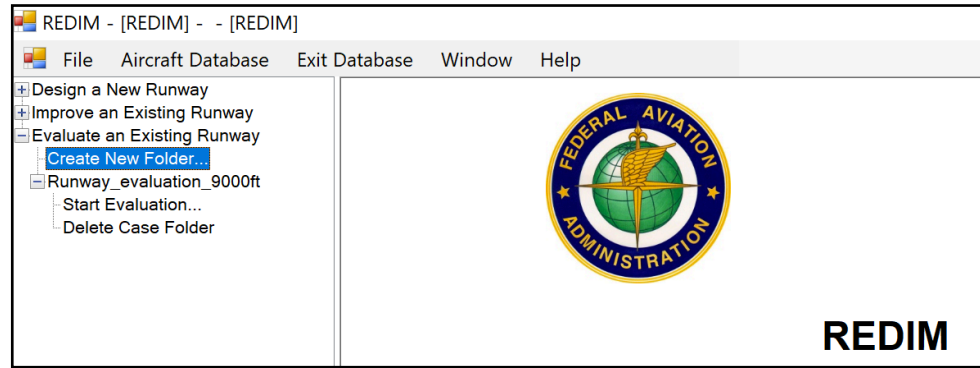 REDIM - [REDIM] - - [REDIM]
File Aircraft Database Exit Database Window Help
Design a New Runway
Improve an Existing Runway
Evaluate an Existing Runway
Create New Folder...
Runway_evaluation_9000ft
Start Evaluation...
Delete Case Folder
FEDERAL AVIATION
ADMINISTRATION
REDIM